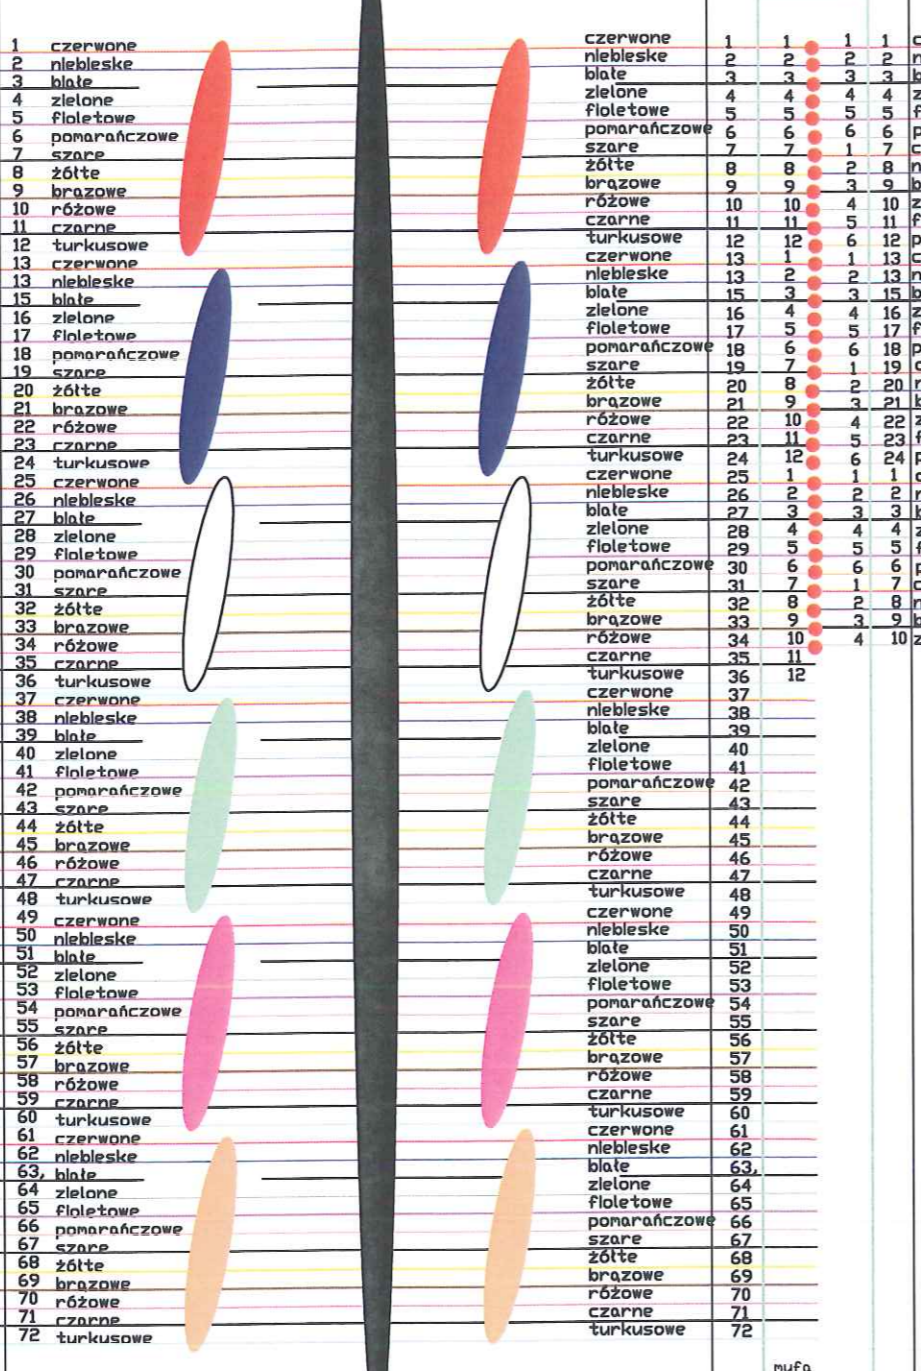 1 czerwone czerwone 1 1 1 1 c
2 niebieske niebieske 2 2 2 2 n
3 białe białe 3 3 3 3 b
4 zielone zielone 4 4 4 4 z
5 fioletowe fioletowe 5 5 5 5 f
6 pomarańczowe pomarańczowe 6 6 6 6 p
7 szare szare 7 7 1 7 c
8 żółte żółte 8 8 2 8 n
9 brązowe brązowe 9 9 3 9 b
10 różowe różowe 10 10 4 10 z
11 czarne czarne 11 11 5 11 f
12 turkusowe turkusowe 12 12 6 12 p
13 czerwone czerwone 13 1 1 13 c
13 niebieske niebieske 13 2 2 13 n
15 białe białe 15 3 3 15 b
16 zielone zielone 16 4 4 16 z
17 fioletowe fioletowe 17 5 5 17 f
18 pomarańczowe pomarańczowe 18 6 6 18 p
19 szare szare 19 7 1 19 c
20 żółte żółte 20 8 2 20 n
21 brązowe brązowe 21 9 3 21 b
22 różowe różowe 22 10 4 22 z
23 czarne czarne 23 11 5 23 f
24 turkusowe turkusowe 24 12 6 24 p
25 czerwone czerwone 25 1 1 1 c
26 niebieske niebieske 26 2 2 2 n
27 białe białe 27 3 3 3 b
28 zielone zielone 28 4 4 4 z
29 fioletowe fioletowe 29 5 5 5 f
30 pomarańczowe pomarańczowe 30 6 6 6 p
31 szare szare 31 7 1 7 c
32 żółte żółte 32 8 2 8 n
33 brązowe brązowe 33 9 3 9 b
34 różowe różowe 34 10 4 10 z
35 czarne czarne 35 11
36 turkusowe turkusowe 36 12
37 czerwone czerwone 37
38 niebieske niebieske 38
39 białe białe 39
40 zielone zielone 40
41 fioletowe fioletowe 41
42 pomarańczowe pomarańczowe 42
43 szare szare 43
44 żółte żółte 44
45 brązowe brązowe 45
46 różowe różowe 46
47 czarne czarne 47
48 turkusowe turkusowe 48
49 czerwone czerwone 49
50 niebieske niebieske 50
51 białe białe 51
52 zielone zielone 52
53 fioletowe fioletowe 53
54 pomarańczowe pomarańczowe 54
55 szare szare 55
56 żółte żółte 56
57 brązowe brązowe 57
58 różowe różowe 58
59 czarne czarne 59
60 turkusowe turkusowe 60
61 czerwone czerwone 61
62 niebieske niebieske 62
63, białe białe 63,
64 zielone zielone 64
65 fioletowe fioletowe 65
66 pomarańczowe pomarańczowe 66
67 szare szare 67
68 żółte żółte 68
69 brązowe brązowe 69
70 różowe różowe 70
71 czarne czarne 71
72 turkusowe turkusowe 72
mufa